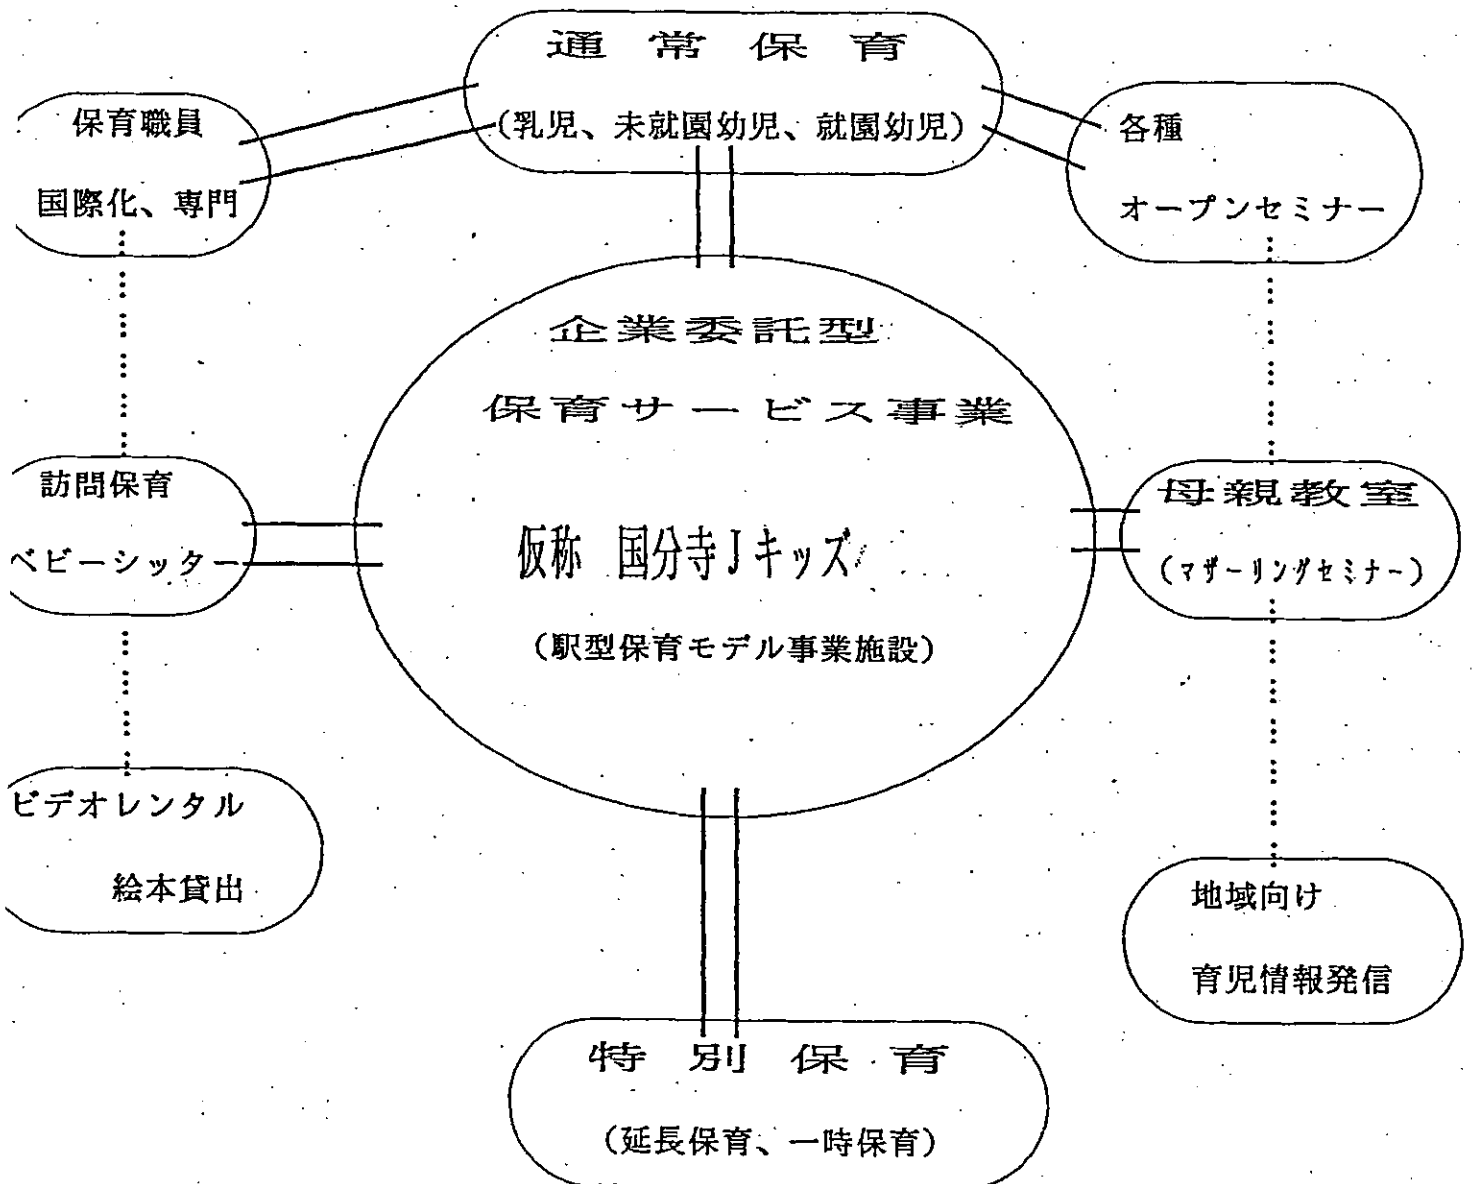 通常保育
(乳児、未就園幼児、就園幼児)
保育職員
国際化、専門
各種
オープンセミナー
企業委託型
保育サービス事業
仮称 国分寺Jキッズ
(駅型保育モデル事業施設)
訪問保育
ベビーシッター
母親教室
(マザーリングセミナー)
ビデオレンタル
絵本貸出
地域向け
育児情報発信
特別保育
(延長保育、一時保育)